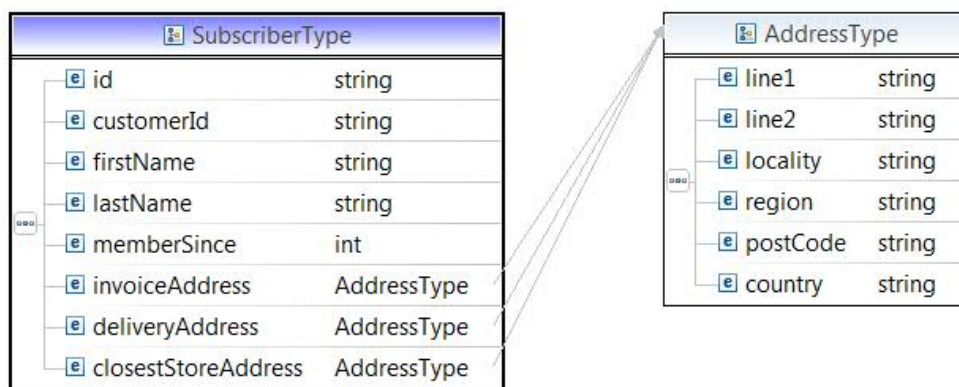 SubscriberType
id string
customerId string
firstName string
lastName string
memberSince int
invoiceAddress AddressType
deliveryAddress AddressType
closestStoreAddress AddressType
AddressType
line1 string
line2 string
locality string
region string
postCode string
country string